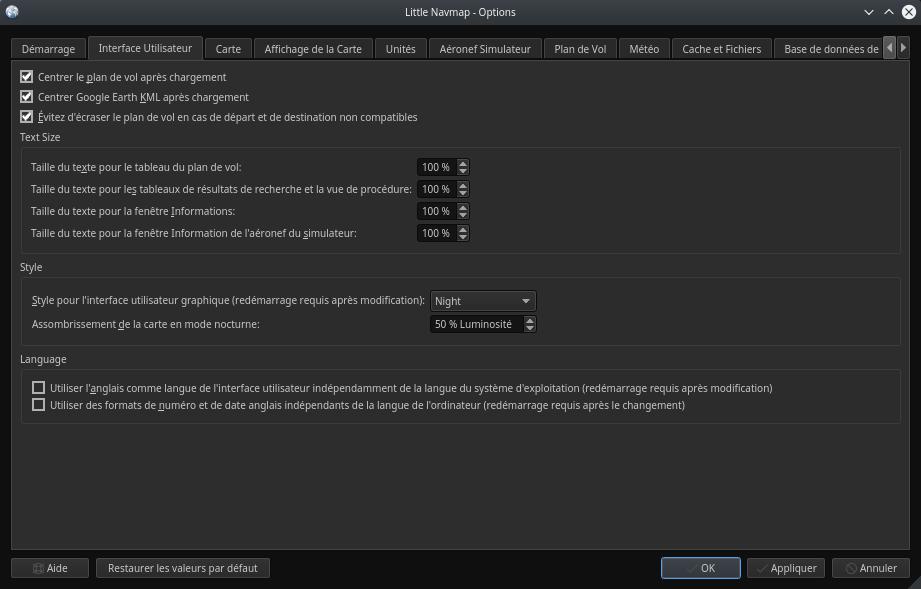 Little Navmap - Options
Démarrage Interface Utilisateur Carte Affichage de la Carte Unités Aéronef Simulateur Plan de Vol Météo Cache et Fichiers Base de données de
Centrer le plan de vol après chargement
Centrer Google Earth KML après chargement
Évitez d'écraser le plan de vol en cas de départ et de destination non compatibles
Text Size
Taille du texte pour le tableau du plan de vol: 100 %
Taille du texte pour les tableaux de résultats de recherche et la vue de procédure: 100 %
Taille du texte pour la fenêtre Informations: 100 %
Taille du texte pour la fenêtre Information de l'aéronef du simulateur: 100 %
Style
Style pour l'interface utilisateur graphique (redémarrage requis après modification): Night
Assombrissement de la carte en mode nocturne: 50 % Luminosité
Language
Utiliser l'anglais comme langue de l'interface utilisateur indépendamment de la langue du système d'exploitation (redémarrage requis après modification)
Utiliser des formats de numéro et de date anglais indépendants de la langue de l'ordinateur (redémarrage requis après le changement)
Aide Restaurer les valeurs par défaut OK Appliquer Annuler